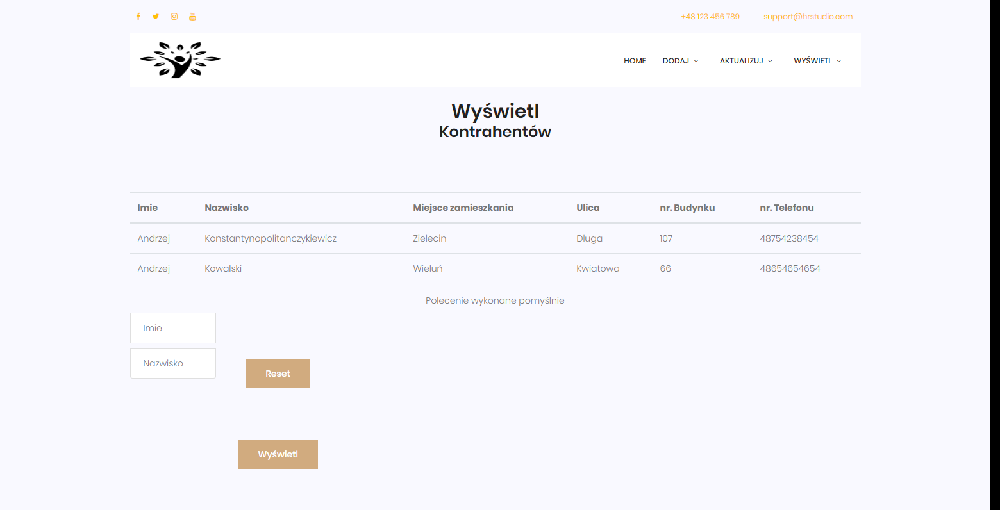 +48 123 456 789 support@hrstudio.com
HOME DODAJ AKTUALIZUJ WYŚWIETL
Wyświetl
Kontrahentów
Imie Nazwisko Miejsce zamieszkania Ulica nr. Budynku nr. Telefonu
Andrzej Konstantynopolitanczykiewicz Zielecin Dluga 107 48754238454
Andrzej Kowalski Wieluń Kwiatowa 66 48654654654
Polecenie wykonane pomyślnie
Imie
Nazwisko
Reset
Wyświetl